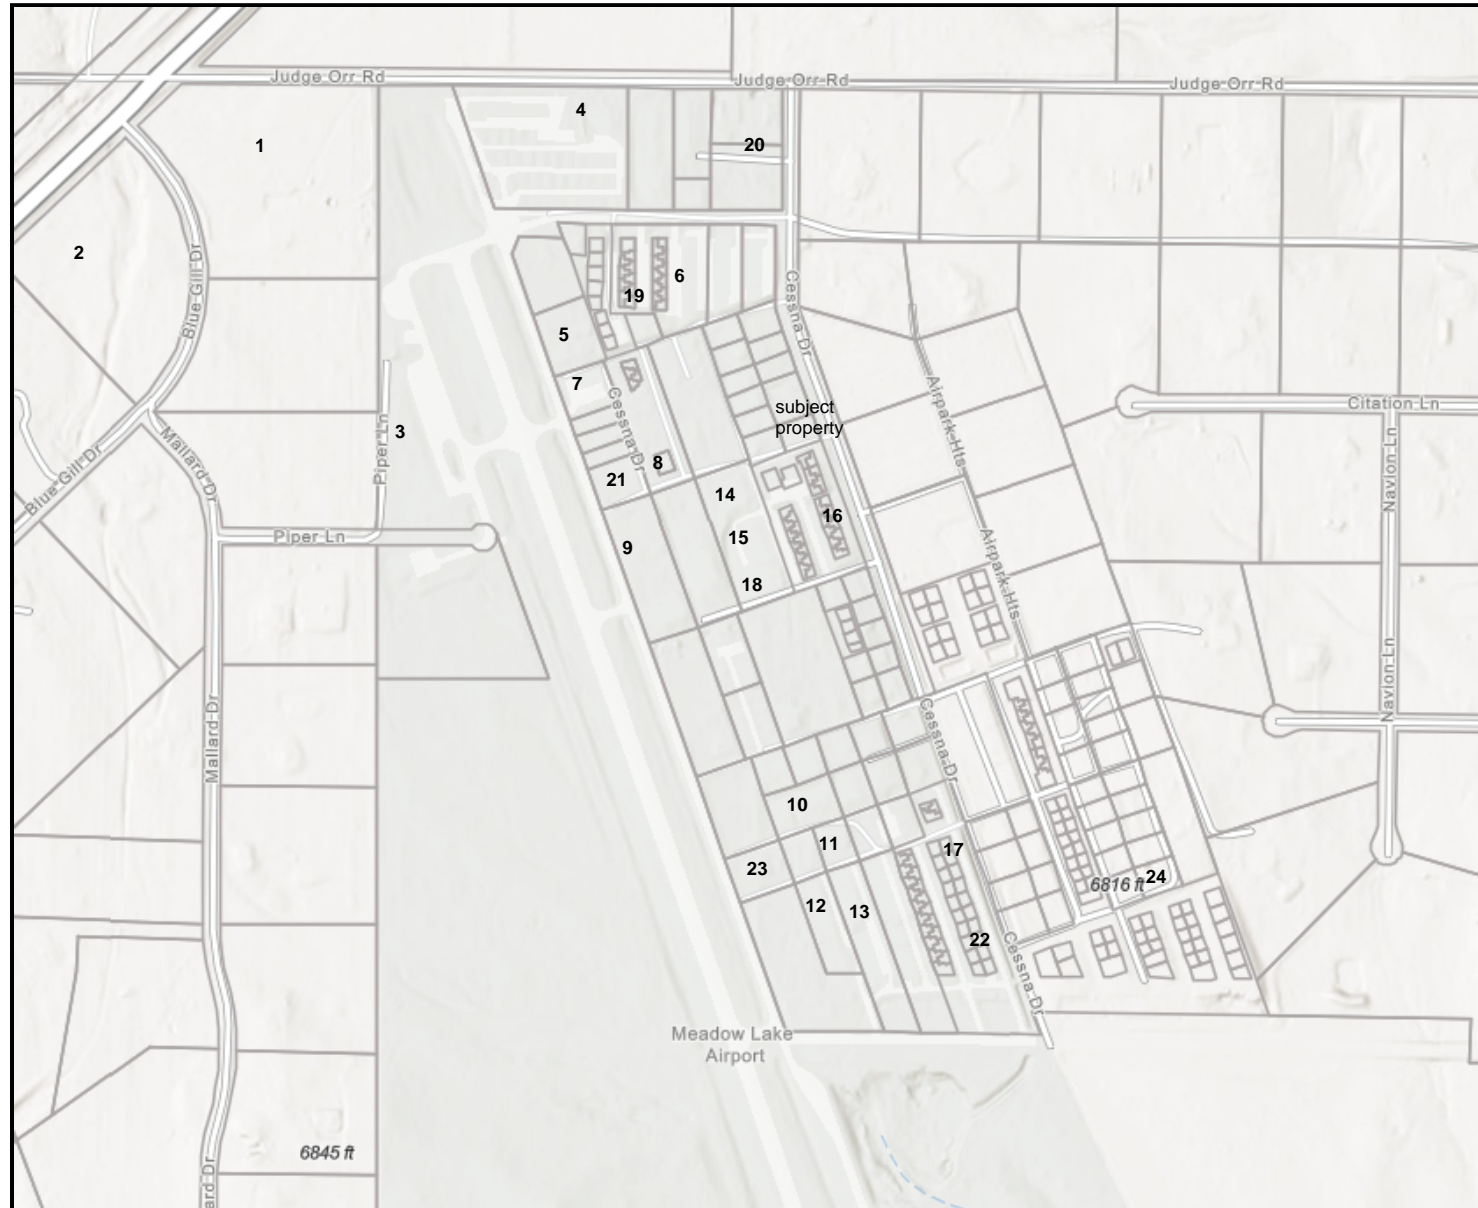 Judge Orr Rd
Judge Orr Rd
Judge Orr Rd
4
1
20
2
Blue Gill Dr
6
19
Cessna Dr
5
7
Cessna Dr
Airpark Hts
subject
property
Citation Ln
3
Piper Ln
Mallard Dr
Blue Gill Dr
8
21
14
16
Navion Ln
Piper Ln
9
15
18
Airpark Hts
Mallard Dr
Cessna Dr
Navion Ln
10
11
17
23
6816 ft
24
12
13
22
Cessna Dr
Meadow Lake
Airport
6845 ft
ard Dr